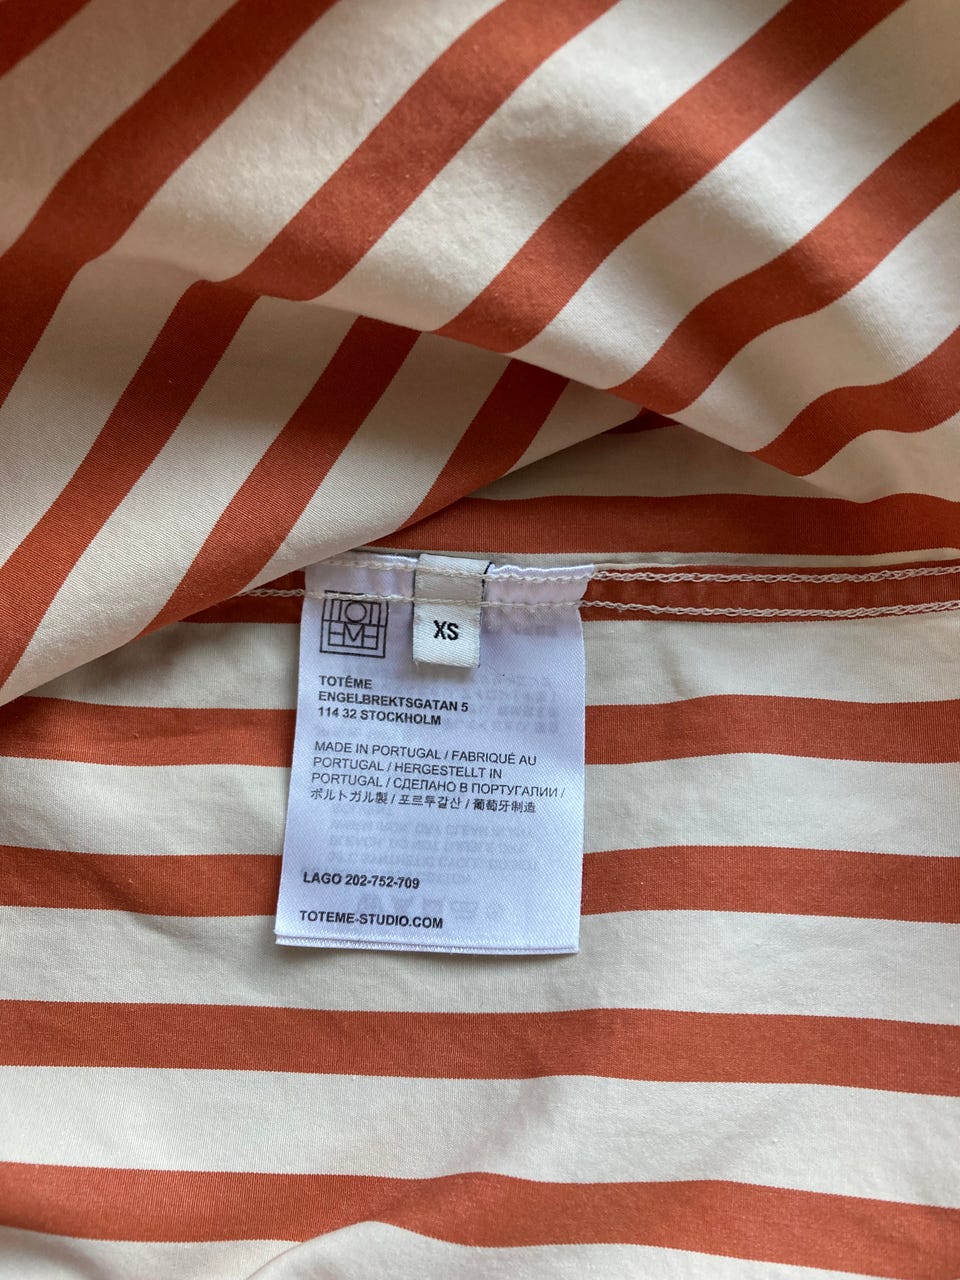 TOTEME
XS
TOTÊME
ENGELBREKTSGATAN 5
114 32 STOCKHOLM
MADE IN PORTUGAL / FABRIQUÉ AU
PORTUGAL / HERGESTELLT IN
PORTUGAL / СДЕЛАНО В ПОРТУГАЛИИ /
ポルトガル製 / 포르투갈산 / 葡萄牙制造
LAGO 202-752-709
TOTEME-STUDIO.COM